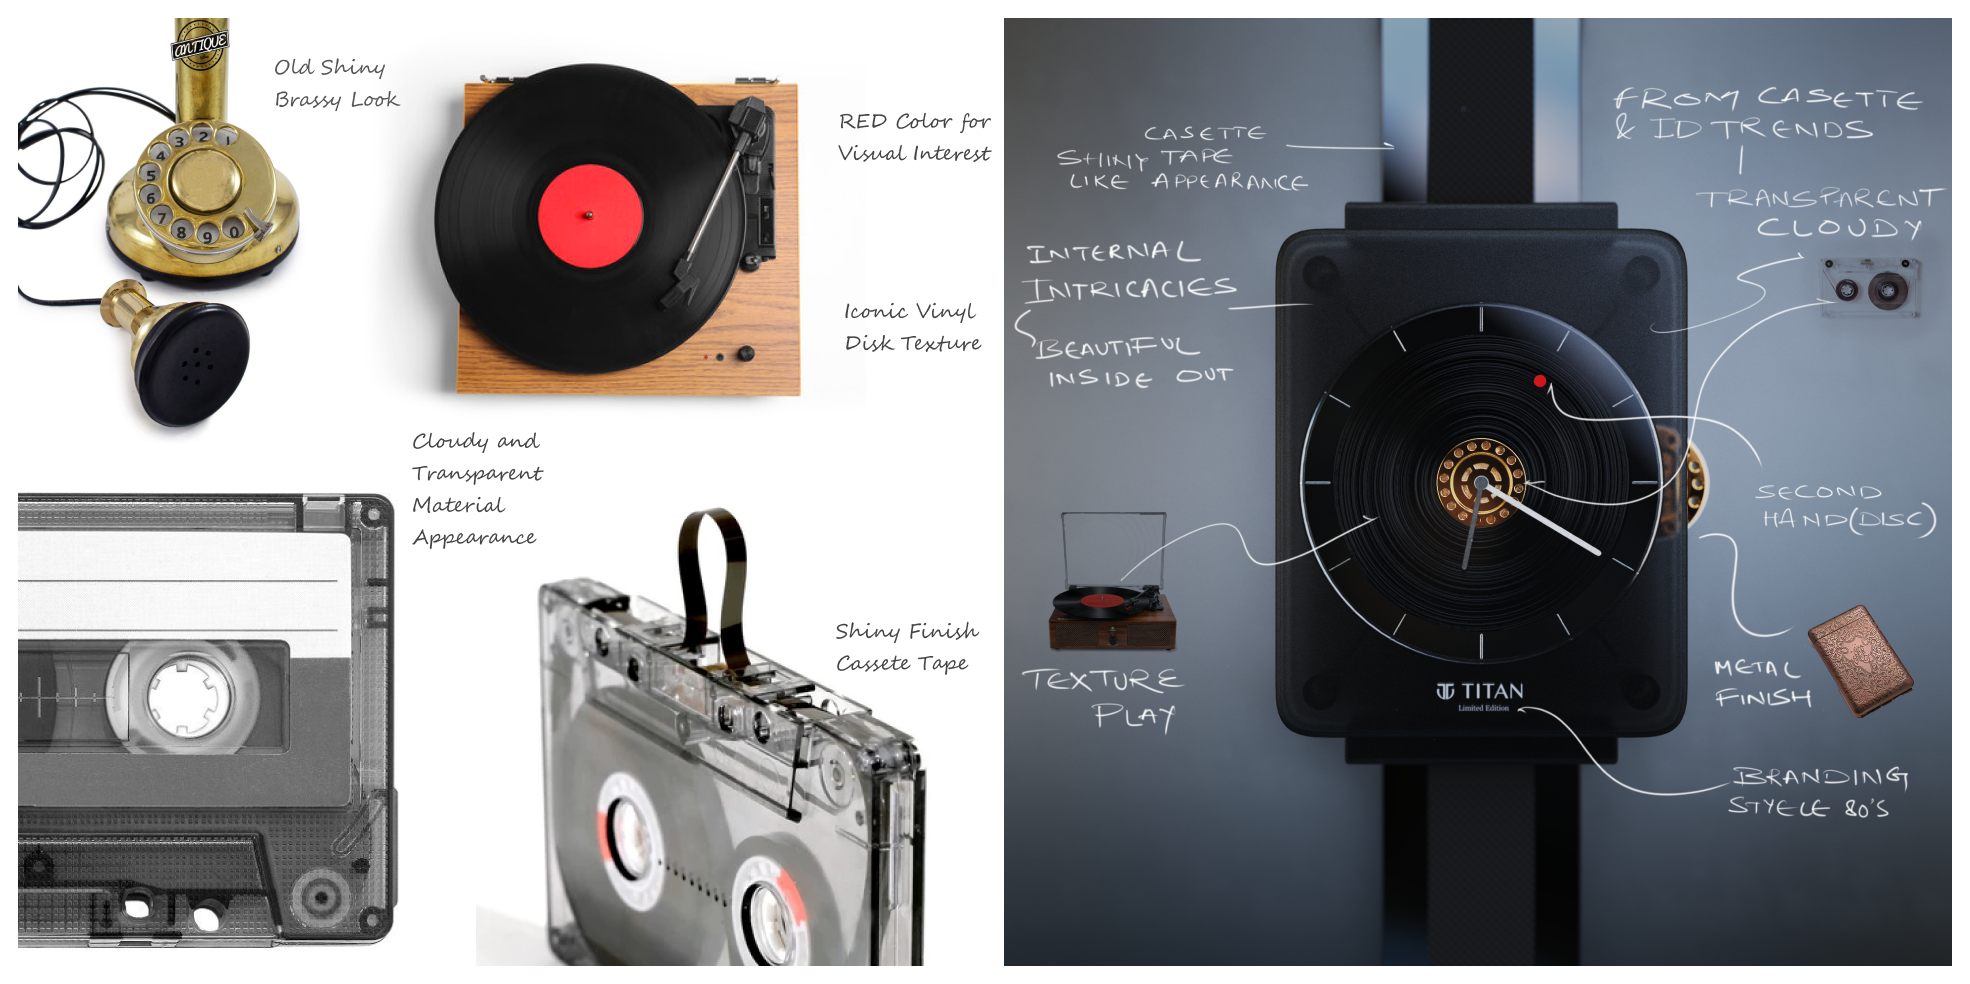 ANTIQUE
Old Shiny
Brassy Look
1
2
3
4
5
6
7
8
9
0
RED Color for
Visual Interest
Iconic Vinyl
Disk Texture
Cloudy and
Transparent
Material
Appearance
Shiny Finish
Cassete Tape
FROM CASETTE
& ID TRENDS
TRANSPARENT
CLOUDY
CASETTE
SHINY TAPE
LIKE APPEARANCE
INTERNAL
INTRICACIES
BEAUTIFUL
INSIDE OUT
SECOND
HAND(DISC)
TEXTURE
PLAY
METAL
FINISH
TITAN
Limited Edition
BRANDING
STYELE 80'S